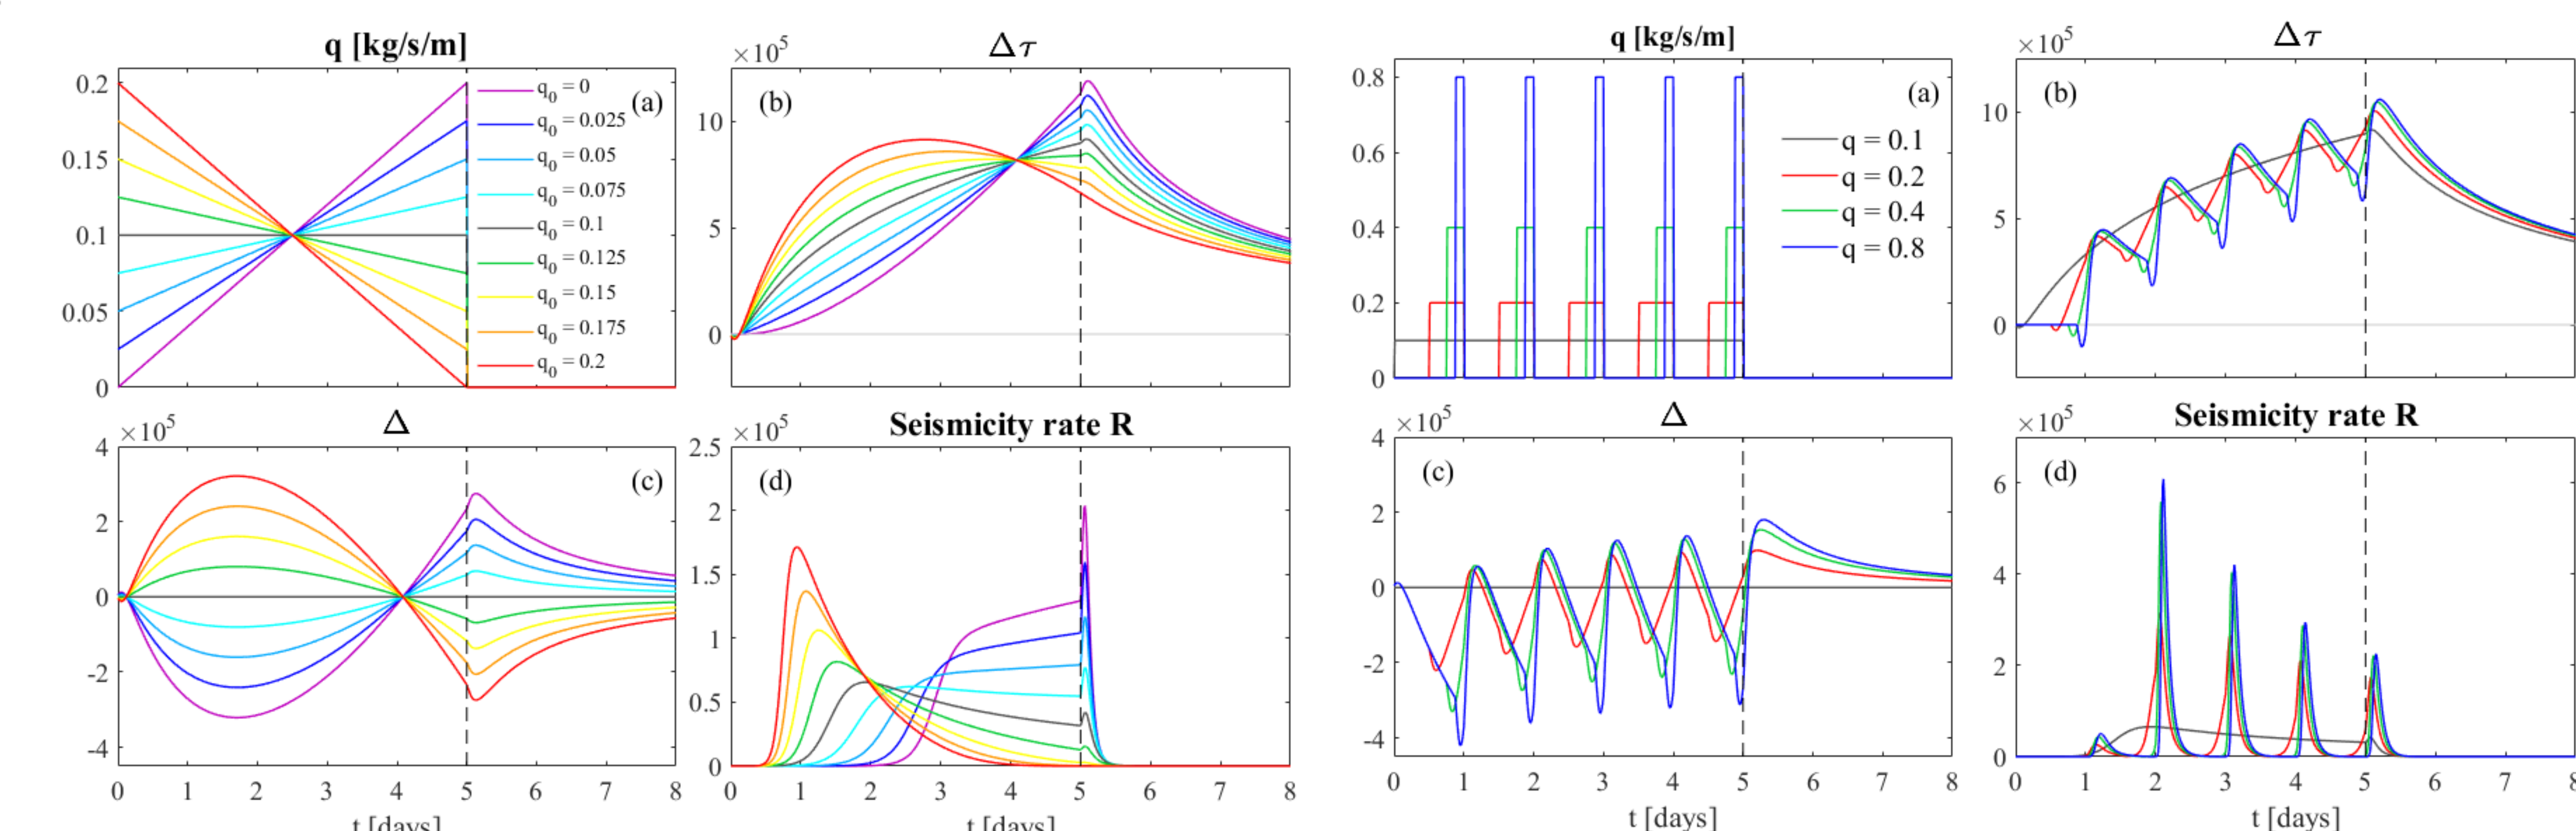 q [kg/s/m]
0.2
0.15
0.1
0.05
0
(a)
q0 = 0
q0 = 0.025
q0 = 0.05
q0 = 0.075
q0 = 0.1
q0 = 0.125
q0 = 0.15
q0 = 0.175
q0 = 0.2
Δτ
×10^5
(b)
10
5
0
Δ
×10^5
(c)
4
2
0
-2
-4
0 1 2 3 4 5 6 7 8
t [days]
Seismicity rate R
×10^5
(d)
2.5
2
1.5
1
0.5
0
0 1 2 3 4 5 6 7 8
t [days]
q [kg/s/m]
(a)
0.8
0.6
0.4
0.2
0
q = 0.1
q = 0.2
q = 0.4
q = 0.8
Δτ
×10^5
(b)
10
5
0
Δ
×10^5
(c)
4
2
0
-2
-4
0 1 2 3 4 5 6 7 8
t [days]
Seismicity rate R
×10^5
(d)
6
4
2
0
0 1 2 3 4 5 6 7 8
t [days]